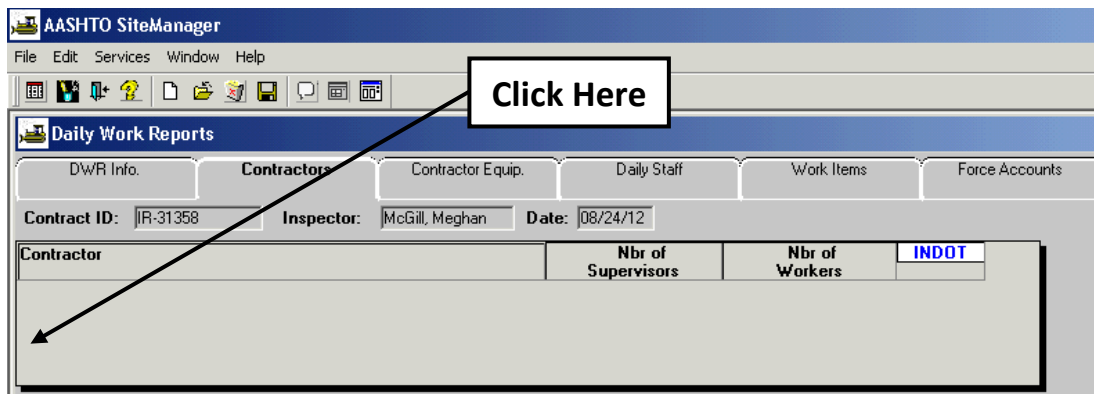 AASHTO SiteManager
File Edit Services Window Help
Click Here
Daily Work Reports
DWR Info. Contractors Contractor Equip. Daily Staff Work Items Force Accounts
Contract ID: IR-31358 Inspector: McGill, Meghan Date: 08/24/12
Contractor Nbr of Supervisors Nbr of Workers INDOT